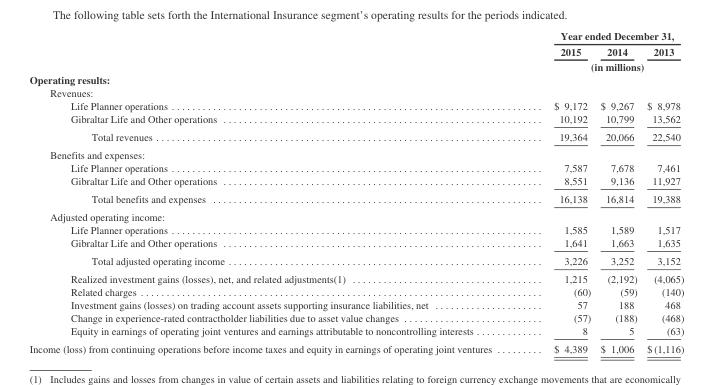 The following table sets forth the International Insurance segment's operating results for the periods indicated.
Year ended December 31,
2015 2014 2013
(in millions)
Operating results:
Revenues:
Life Planner operations $ 9,172 $ 9,267 $ 8,978
Gibraltar Life and Other operations 10,192 10,799 13,562
Total revenues 19,364 20,066 22,540
Benefits and expenses:
Life Planner operations 7,587 7,678 7,461
Gibraltar Life and Other operations 8,551 9,136 11,927
Total benefits and expenses 16,138 16,814 19,388
Adjusted operating income:
Life Planner operations 1,585 1,589 1,517
Gibraltar Life and Other operations 1,641 1,663 1,635
Total adjusted operating income 3,226 3,252 3,152
Realized investment gains (losses), net, and related adjustments(1) 1,215 (2,192) (4,065)
Related charges (60) (59) (140)
Investment gains (losses) on trading account assets supporting insurance liabilities, net 57 188 468
Change in experience-rated contractholder liabilities due to asset value changes (57) (188) (468)
Equity in earnings of operating joint ventures and earnings attributable to noncontrolling interests 8 5 (63)
Income (loss) from continuing operations before income taxes and equity in earnings of operating joint ventures $ 4,389 $ 1,006 $(1,116)
(1) Includes gains and losses from changes in value of certain assets and liabilities relating to foreign currency exchange movements that are economically